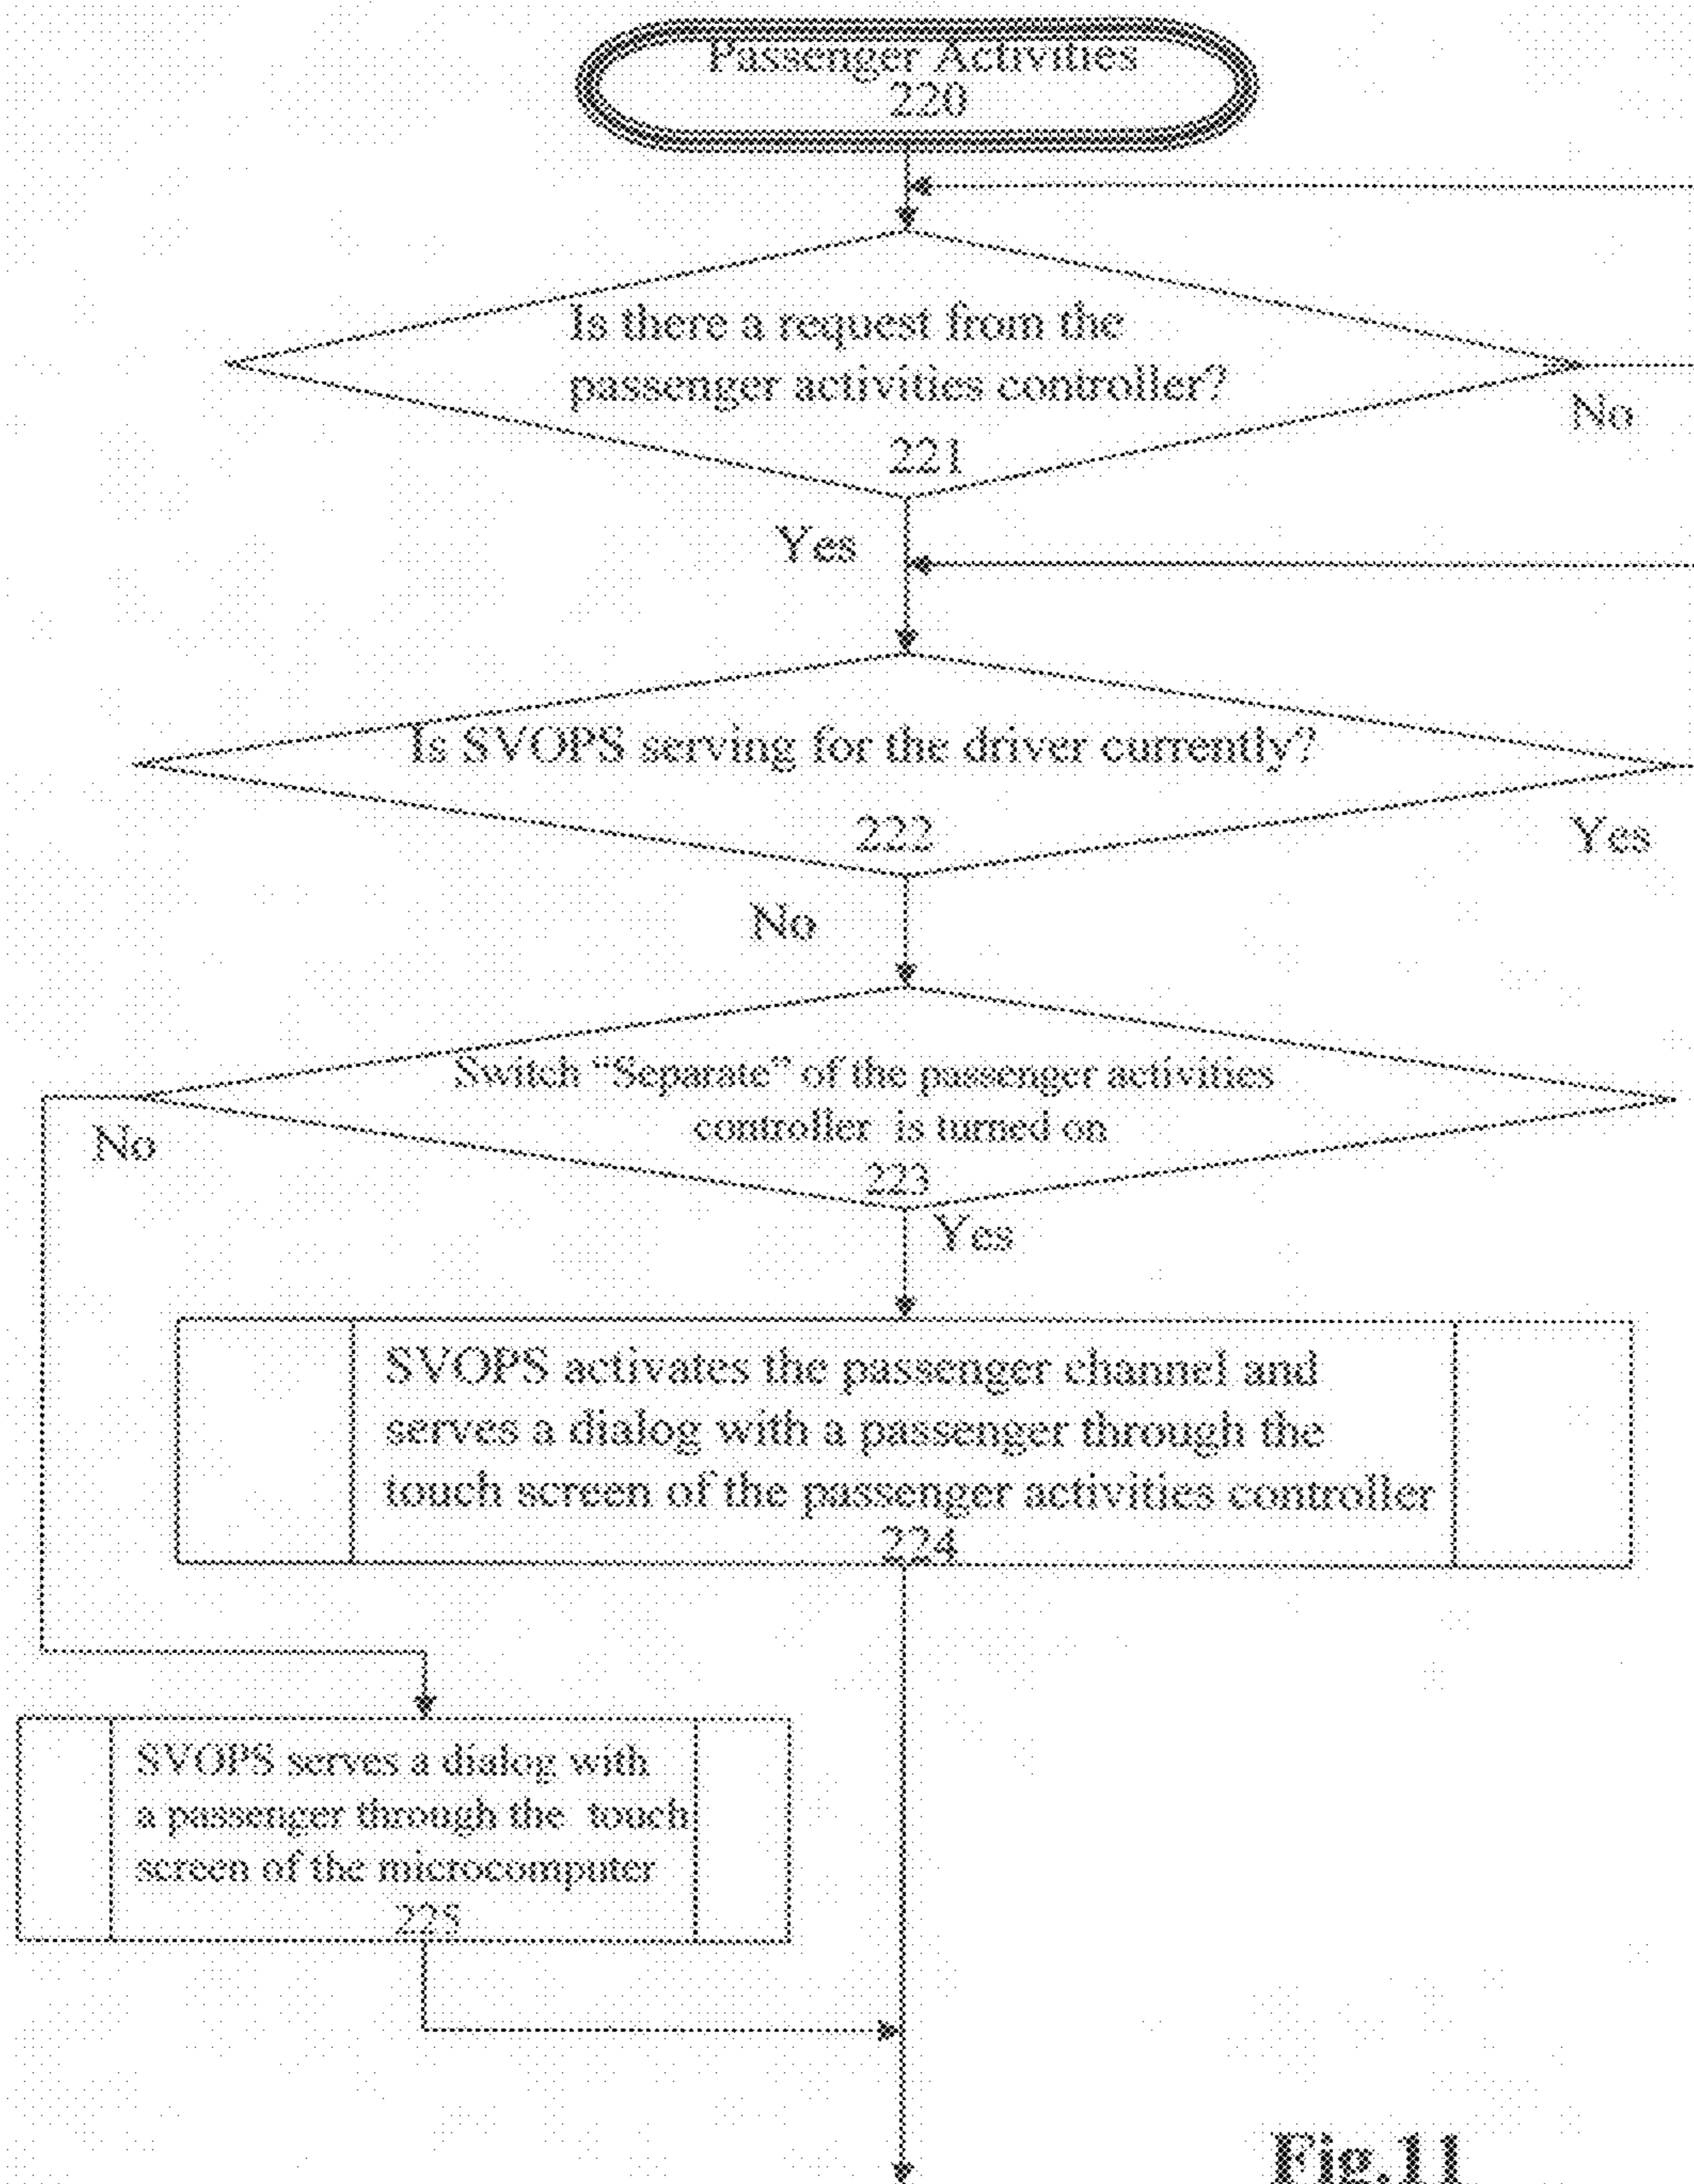 Passenger Activities
220
Is there a request from the
passenger activities controller?
221
No
Yes
Is SVOPS serving for the driver currently?
222
Yes
No
Switch “Separate” of the passenger activities
controller is turned on
223
No
Yes
SVOPS activates the passenger channel and
serves a dialog with a passenger through the
touch screen of the passenger activities controller
224
SVOPS serves a dialog with
a passenger through the touch
screen of the microcomputer
225
Fig.11